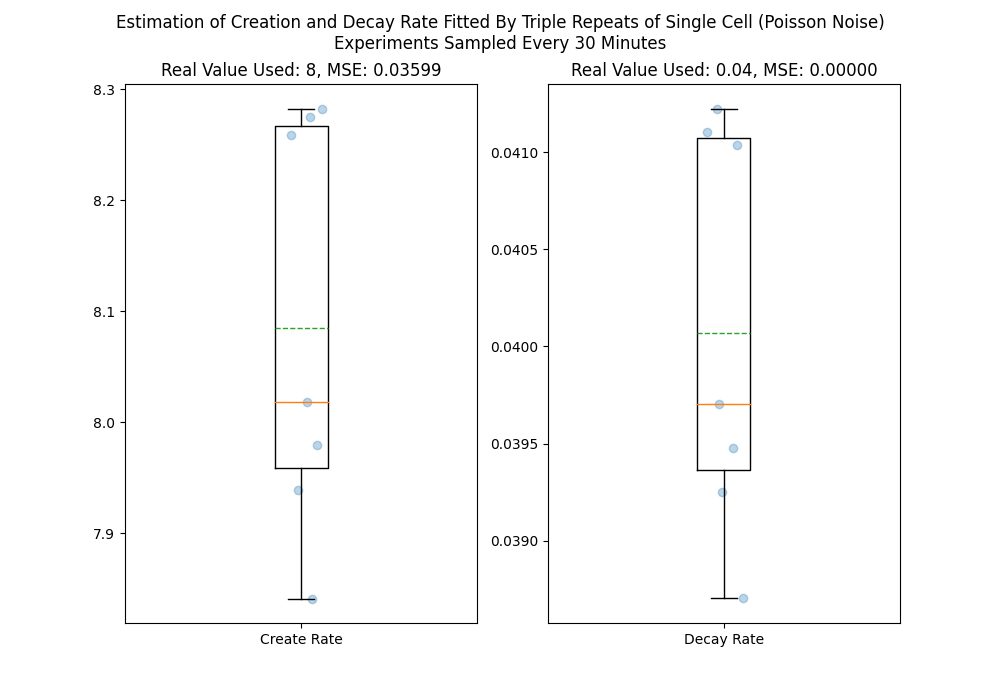 Estimation of Creation and Decay Rate Fitted By Triple Repeats of Single Cell (Poisson Noise)
Experiments Sampled Every 30 Minutes
Real Value Used: 8, MSE: 0.03599
8.3
8.2
8.1
8.0
7.9
Create Rate
Real Value Used: 0.04, MSE: 0.00000
0.0410
0.0405
0.0400
0.0395
0.0390
Decay Rate